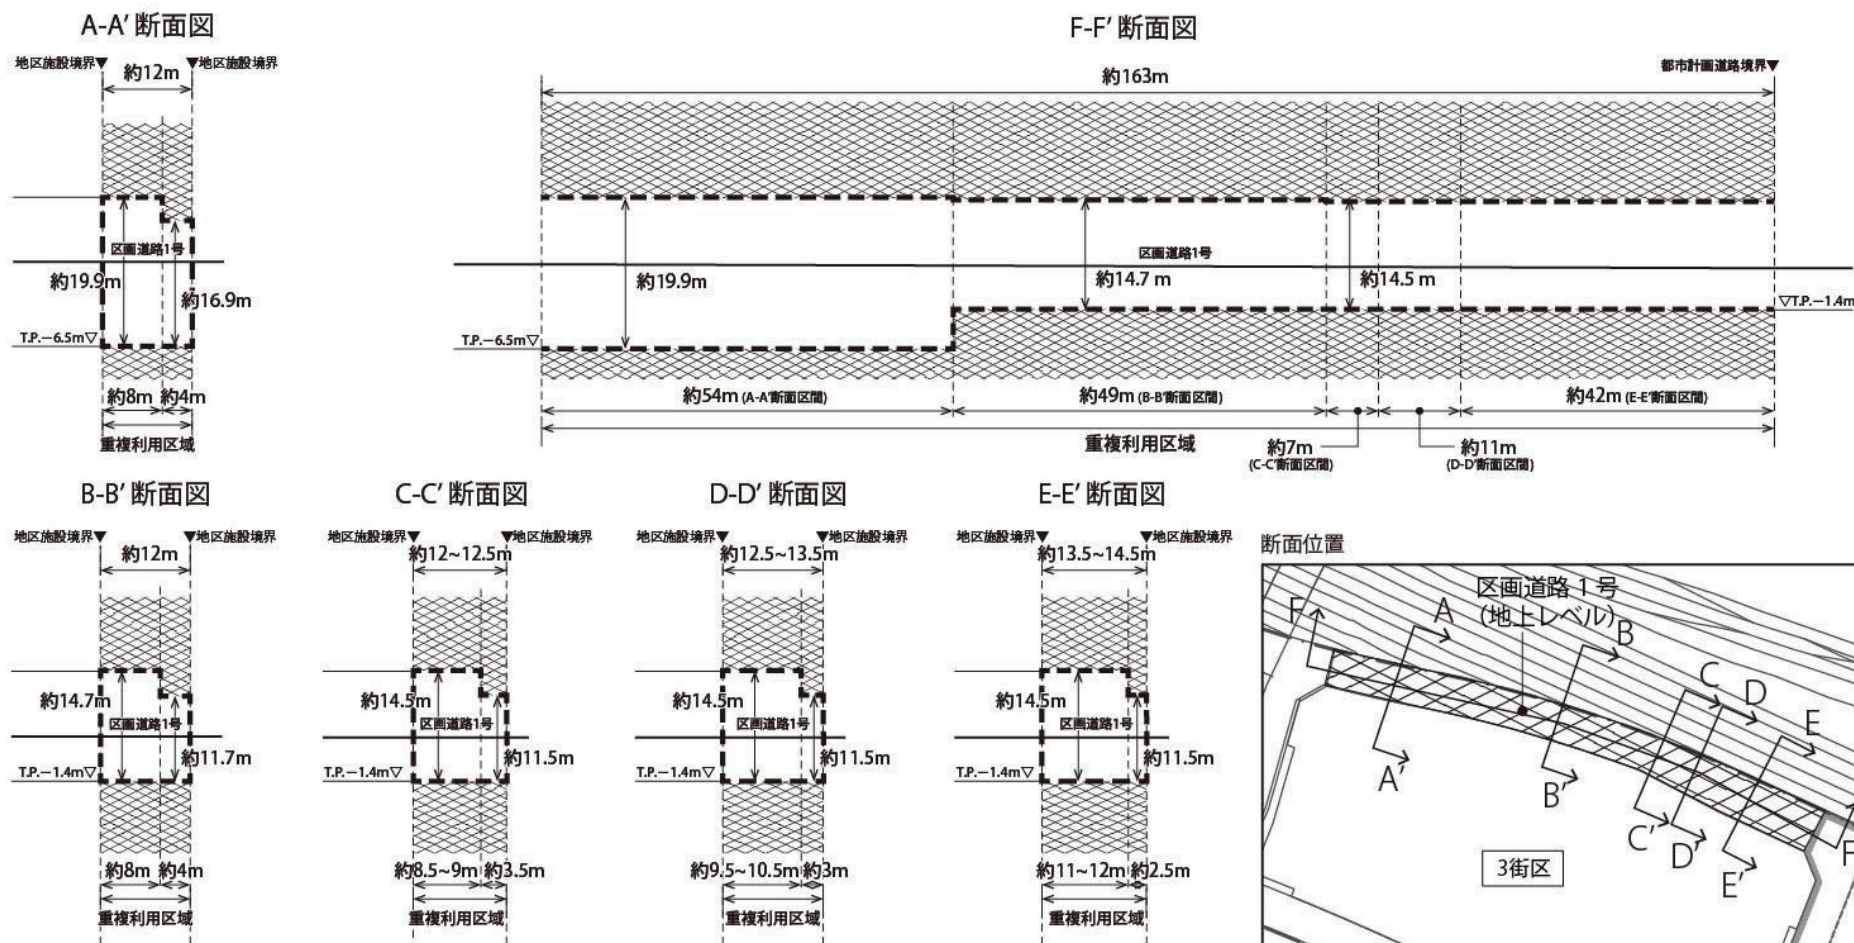 A-A’ 断面図
地区施設境界▼
▼地区施設境界
約12m
区画道路1号
約19.9m
約16.9m
T.P.－6.5m▽
約8m
約4m
重複利用区域
F-F’ 断面図
都市計画道路境界▼
約163m
区画道路1号
約19.9m
約14.7 m
約14.5 m
▽T.P.－1.4m
T.P.－6.5m▽
約54m (A-A’断面区間)
約49m (B-B’断面区間)
約42m (E-E’断面区間)
重複利用区域
約7m
(C-C’断面区間)
約11m
(D-D’断面区間)
B-B’ 断面図
地区施設境界▼
▼地区施設境界
約12m
約14.7m
区画道路1号
約11.7m
T.P.－1.4m▽
約8m
約4m
重複利用区域
C-C’ 断面図
地区施設境界▼
▼地区施設境界
約12~12.5m
約14.5m
区画道路1号
約11.5m
T.P.－1.4m▽
約8.5~9m
約3.5m
重複利用区域
D-D’ 断面図
地区施設境界▼
▼地区施設境界
約12.5~13.5m
約14.5m
区画道路1号
約11.5m
T.P.－1.4m▽
約9.5~10.5m
約3m
重複利用区域
E-E’ 断面図
地区施設境界▼
▼地区施設境界
約13.5~14.5m
約14.5m
区画道路1号
約11.5m
T.P.－1.4m▽
約11~12m
約2.5m
重複利用区域
断面位置
区画道路 1 号
(地上レベル)
F
A
B
C
D
E
A’
B’
C’
D’
E’
F
3街区